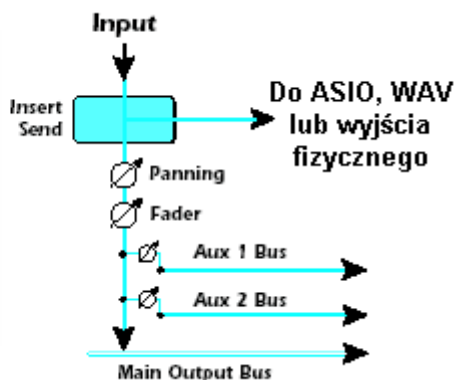 Input
Insert
Send
Do ASIO, WAV
lub wyjścia
fizycznego
Panning
Fader
Aux 1 Bus
Aux 2 Bus
Main Output Bus